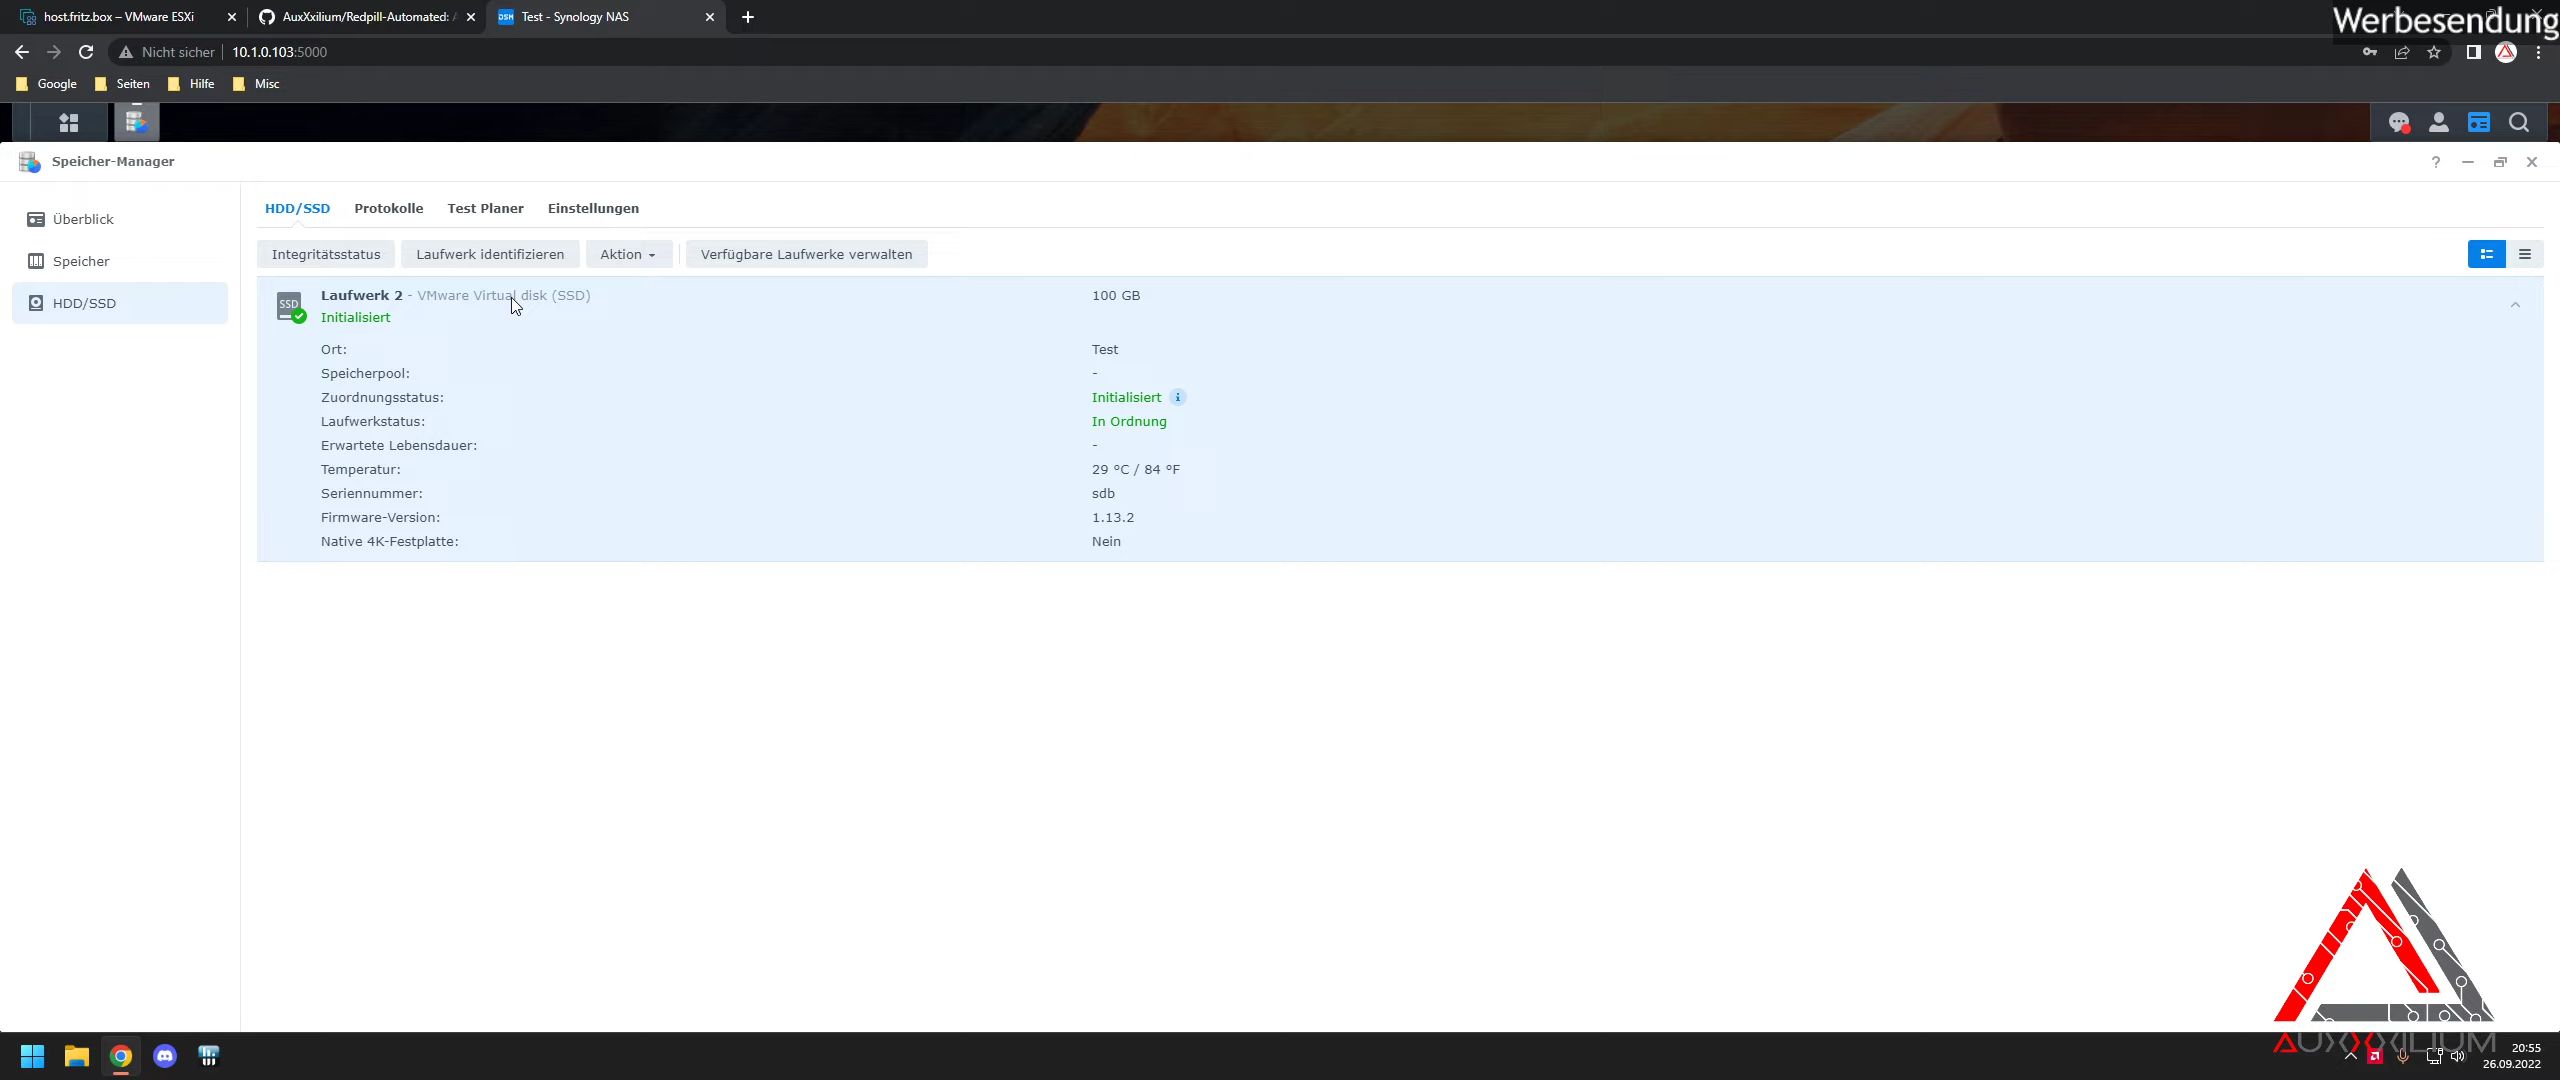 host.fritz.box – VMware ESXi
AuxXxilium/Redpill-Automated: A
DSM Test - Synology NAS
Werbesendung
Nicht sicher
10.1.0.103:5000
Google
Seiten
Hilfe
Misc
Speicher-Manager
?
Überblick
Speicher
HDD/SSD
HDD/SSD
Protokolle
Test Planer
Einstellungen
Integritätsstatus
Laufwerk identifizieren
Aktion
Verfügbare Laufwerke verwalten
SSD
Laufwerk 2 - VMware Virtual disk (SSD)
100 GB
Initialisiert
Ort:
Test
Speicherpool:
-
Zuordnungsstatus:
Initialisiert i
Laufwerkstatus:
In Ordnung
Erwartete Lebensdauer:
-
Temperatur:
29 °C / 84 °F
Seriennummer:
sdb
Firmware-Version:
1.13.2
Native 4K-Festplatte:
Nein
AUXXXILIUM
20:55
26.09.2022